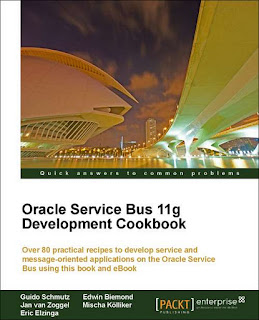 Quick answers to common problems
Oracle Service Bus 11g
Development Cookbook
Over 80 practical recipes to develop service and
message-oriented applications on the Oracle Service
Bus using this book and eBook
Guido Schmutz
Edwin Biemond
Jan van Zoggel
Mischa Kölliker
Eric Elzinga
[PACKT] enterprise
PUBLISHING